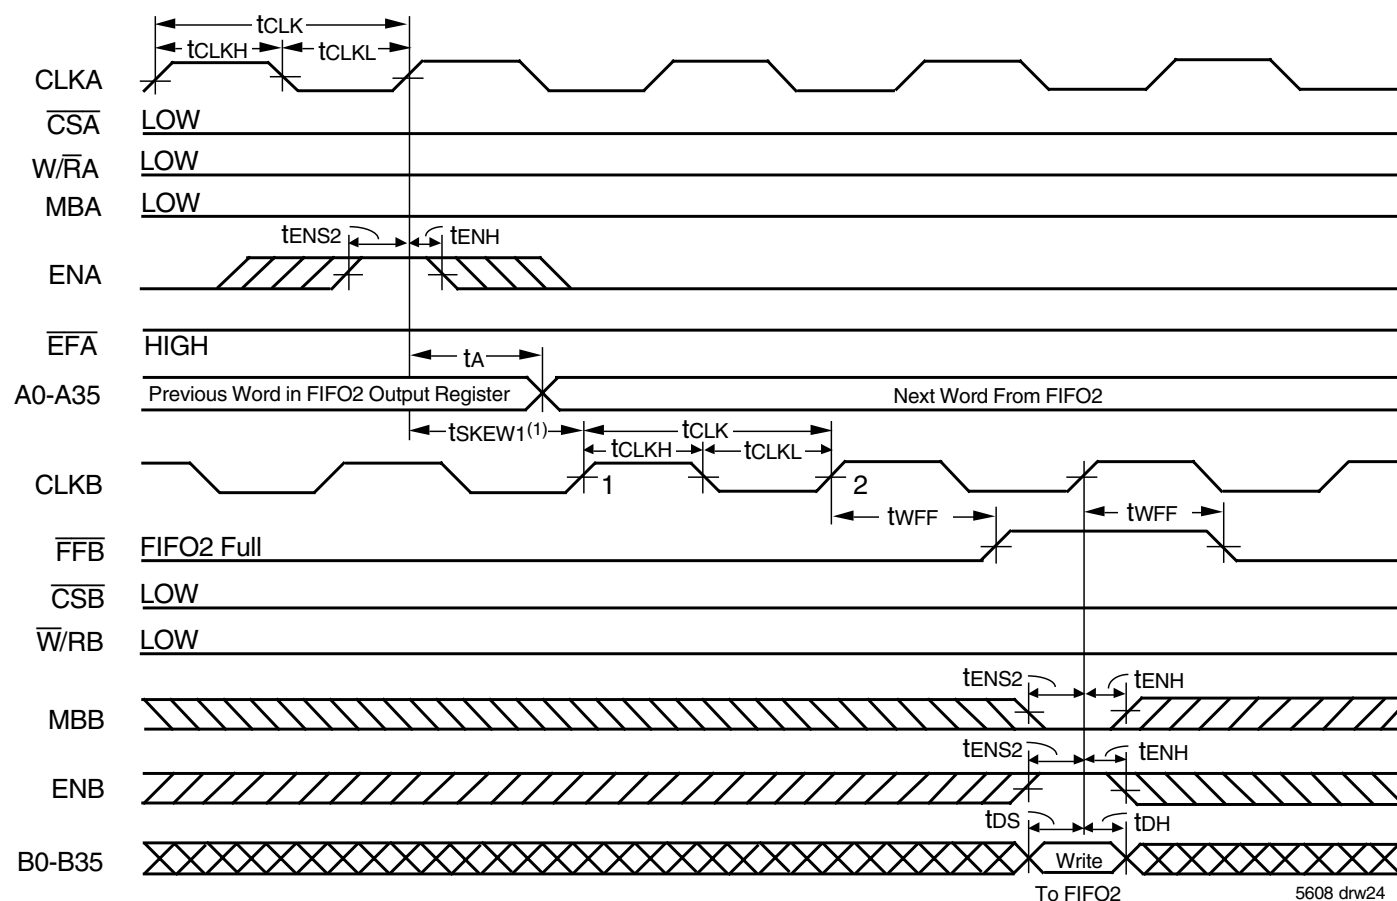 tCLK
tCLKH tCLKL
CLKA
CSA LOW
W/RA LOW
MBA LOW
tENS2 tENH
ENA
EFA HIGH
tA
A0-A35 Previous Word in FIFO2 Output Register Next Word From FIFO2
tSKEW1(1) tCLK
tCLKH tCLKL
CLKB 1 2
tWFF tWFF
FFB FIFO2 Full
CSB LOW
W/RB LOW
tENS2 tENH
MBB
tENS2 tENH
ENB
tDS tDH
B0-B35 Write
To FIFO2 5608 drw24